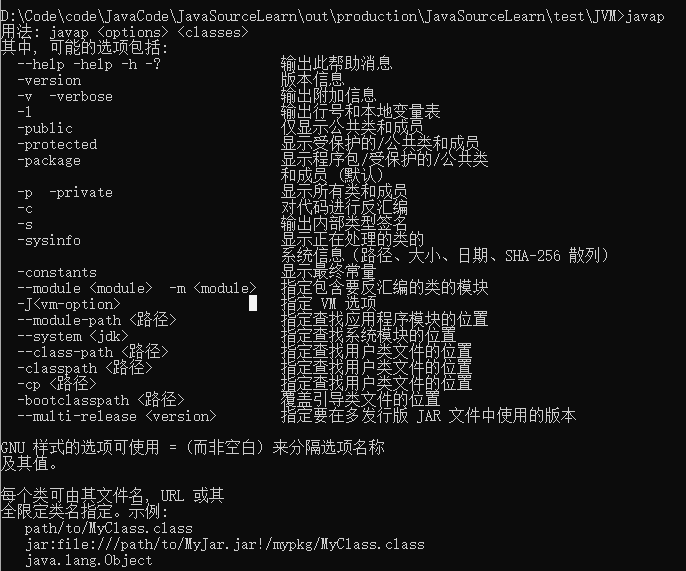 D:\Code\code\JavaCode\JavaSourceLearn\out\production\JavaSourceLearn\test\JVM>javap
用法: javap <options> <classes>
其中, 可能的选项包括:
  --help -help -h -?               输出此帮助消息
  -version                         版本信息
  -v  -verbose                     输出附加信息
  -l                               输出行号和本地变量表
  -public                          仅显示公共类和成员
  -protected                       显示受保护的/公共类和成员
  -package                         显示程序包/受保护的/公共类
                                   和成员 (默认)
  -p  -private                     显示所有类和成员
  -c                               对代码进行反汇编
  -s                               输出内部类型签名
  -sysinfo                         显示正在处理的类的
                                   系统信息 (路径、大小、日期、SHA-256 散列)
  -constants                       显示最终常量
  --module <module>  -m <module>   指定包含要反汇编的类的模块
  -J<vm-option>                    指定 VM 选项
  --module-path <路径>             指定查找应用程序模块的位置
  --system <jdk>                   指定查找系统模块的位置
  --class-path <路径>              指定查找用户类文件的位置
  -classpath <路径>                指定查找用户类文件的位置
  -cp <路径>                       指定查找用户类文件的位置
  -bootclasspath <路径>            覆盖引导类文件的位置
  --multi-release <version>        指定要在多发行版 JAR 文件中使用的版本
GNU 样式的选项可使用 = (而非空白) 来分隔选项名称
及其值。
每个类可由其文件名, URL 或其
全限定类名指定。示例:
   path/to/MyClass.class
   jar:file:///path/to/MyJar.jar!/mypkg/MyClass.class
   java.lang.Object